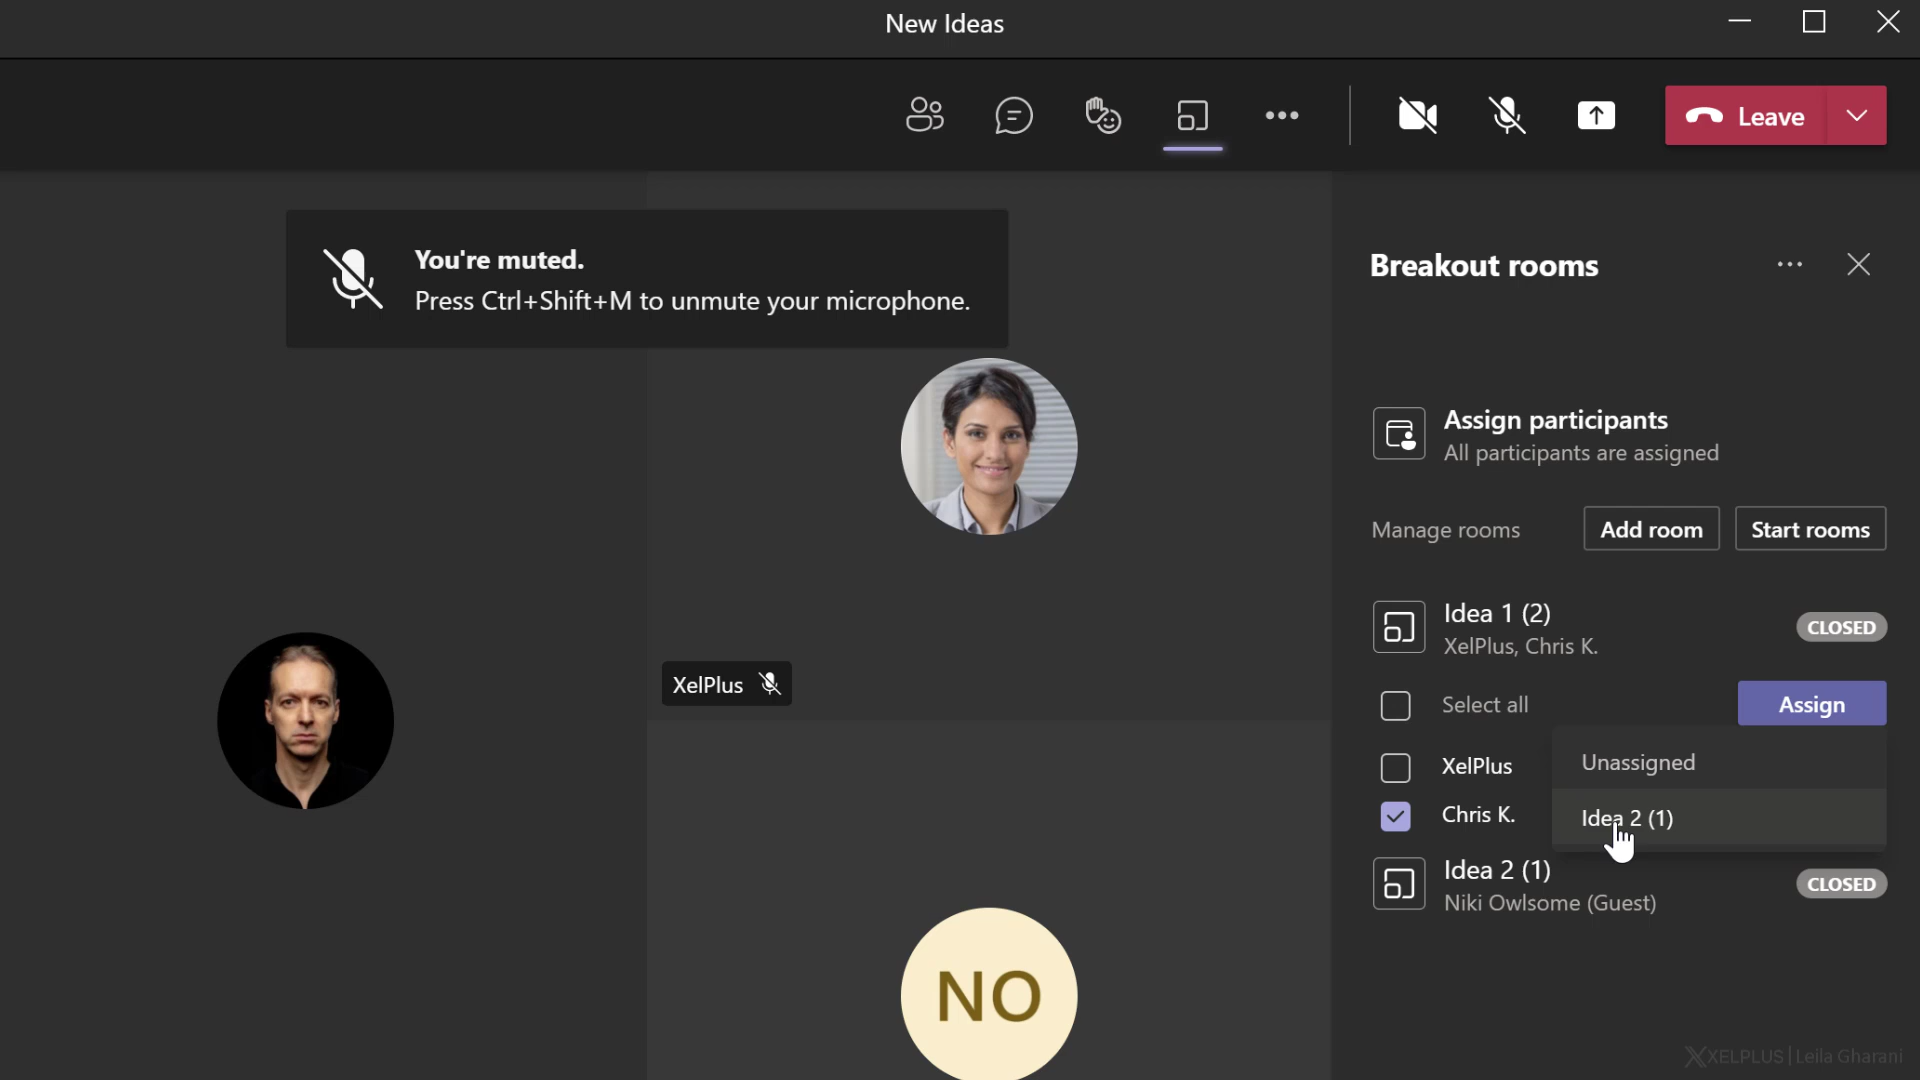 New Ideas
Leave
You're muted.
Press Ctrl+Shift+M to unmute your microphone.
XelPlus
NO
Breakout rooms
Assign participants
All participants are assigned
Manage rooms
Add room
Start rooms
Idea 1 (2)
XelPlus, Chris K.
CLOSED
Select all
Assign
XelPlus
Unassigned
Chris K.
Idea 2 (1)
Idea 2 (1)
Niki Owlsome (Guest)
CLOSED
XELPLUS | Leila Gharani